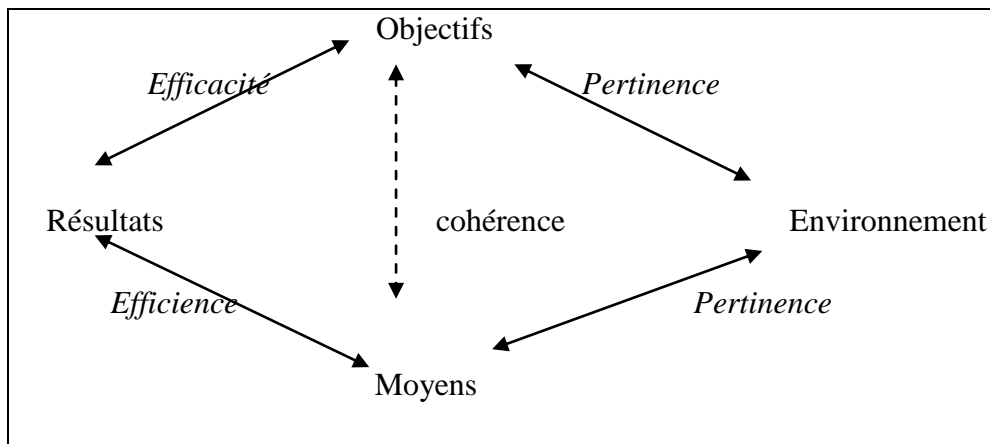 Objectifs
Efficacité
Pertinence
Résultats
cohérence
Environnement
Efficience
Pertinence
Moyens